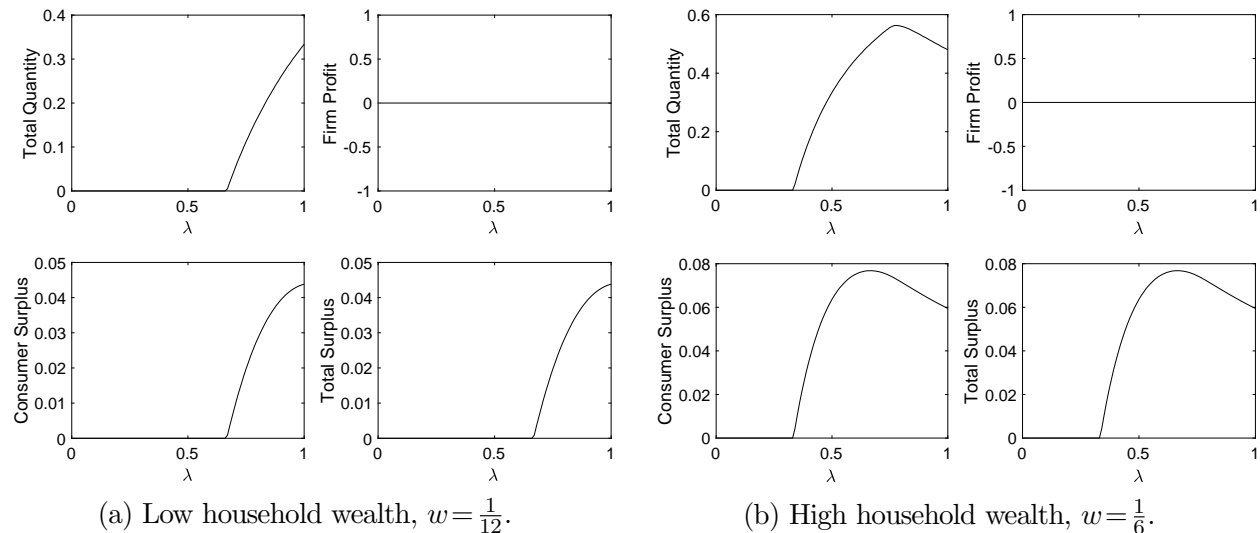 0.4
0.3
0.2
0.1
0
Total Quantity
0 0.5 1
λ
1
0.5
0
-0.5
-1
Firm Profit
0 0.5 1
λ
0.6
0.4
0.2
0
Total Quantity
0 0.5 1
λ
1
0.5
0
-0.5
-1
Firm Profit
0 0.5 1
λ
0.05
0.04
0.03
0.02
0.01
0
Consumer Surplus
0 0.5 1
λ
0.05
0.04
0.03
0.02
0.01
0
Total Surplus
0 0.5 1
λ
0.08
0.06
0.04
0.02
0
Consumer Surplus
0 0.5 1
λ
0.08
0.06
0.04
0.02
0
Total Surplus
0 0.5 1
λ
(a) Low household wealth, w = 1/12.
(b) High household wealth, w = 1/6.